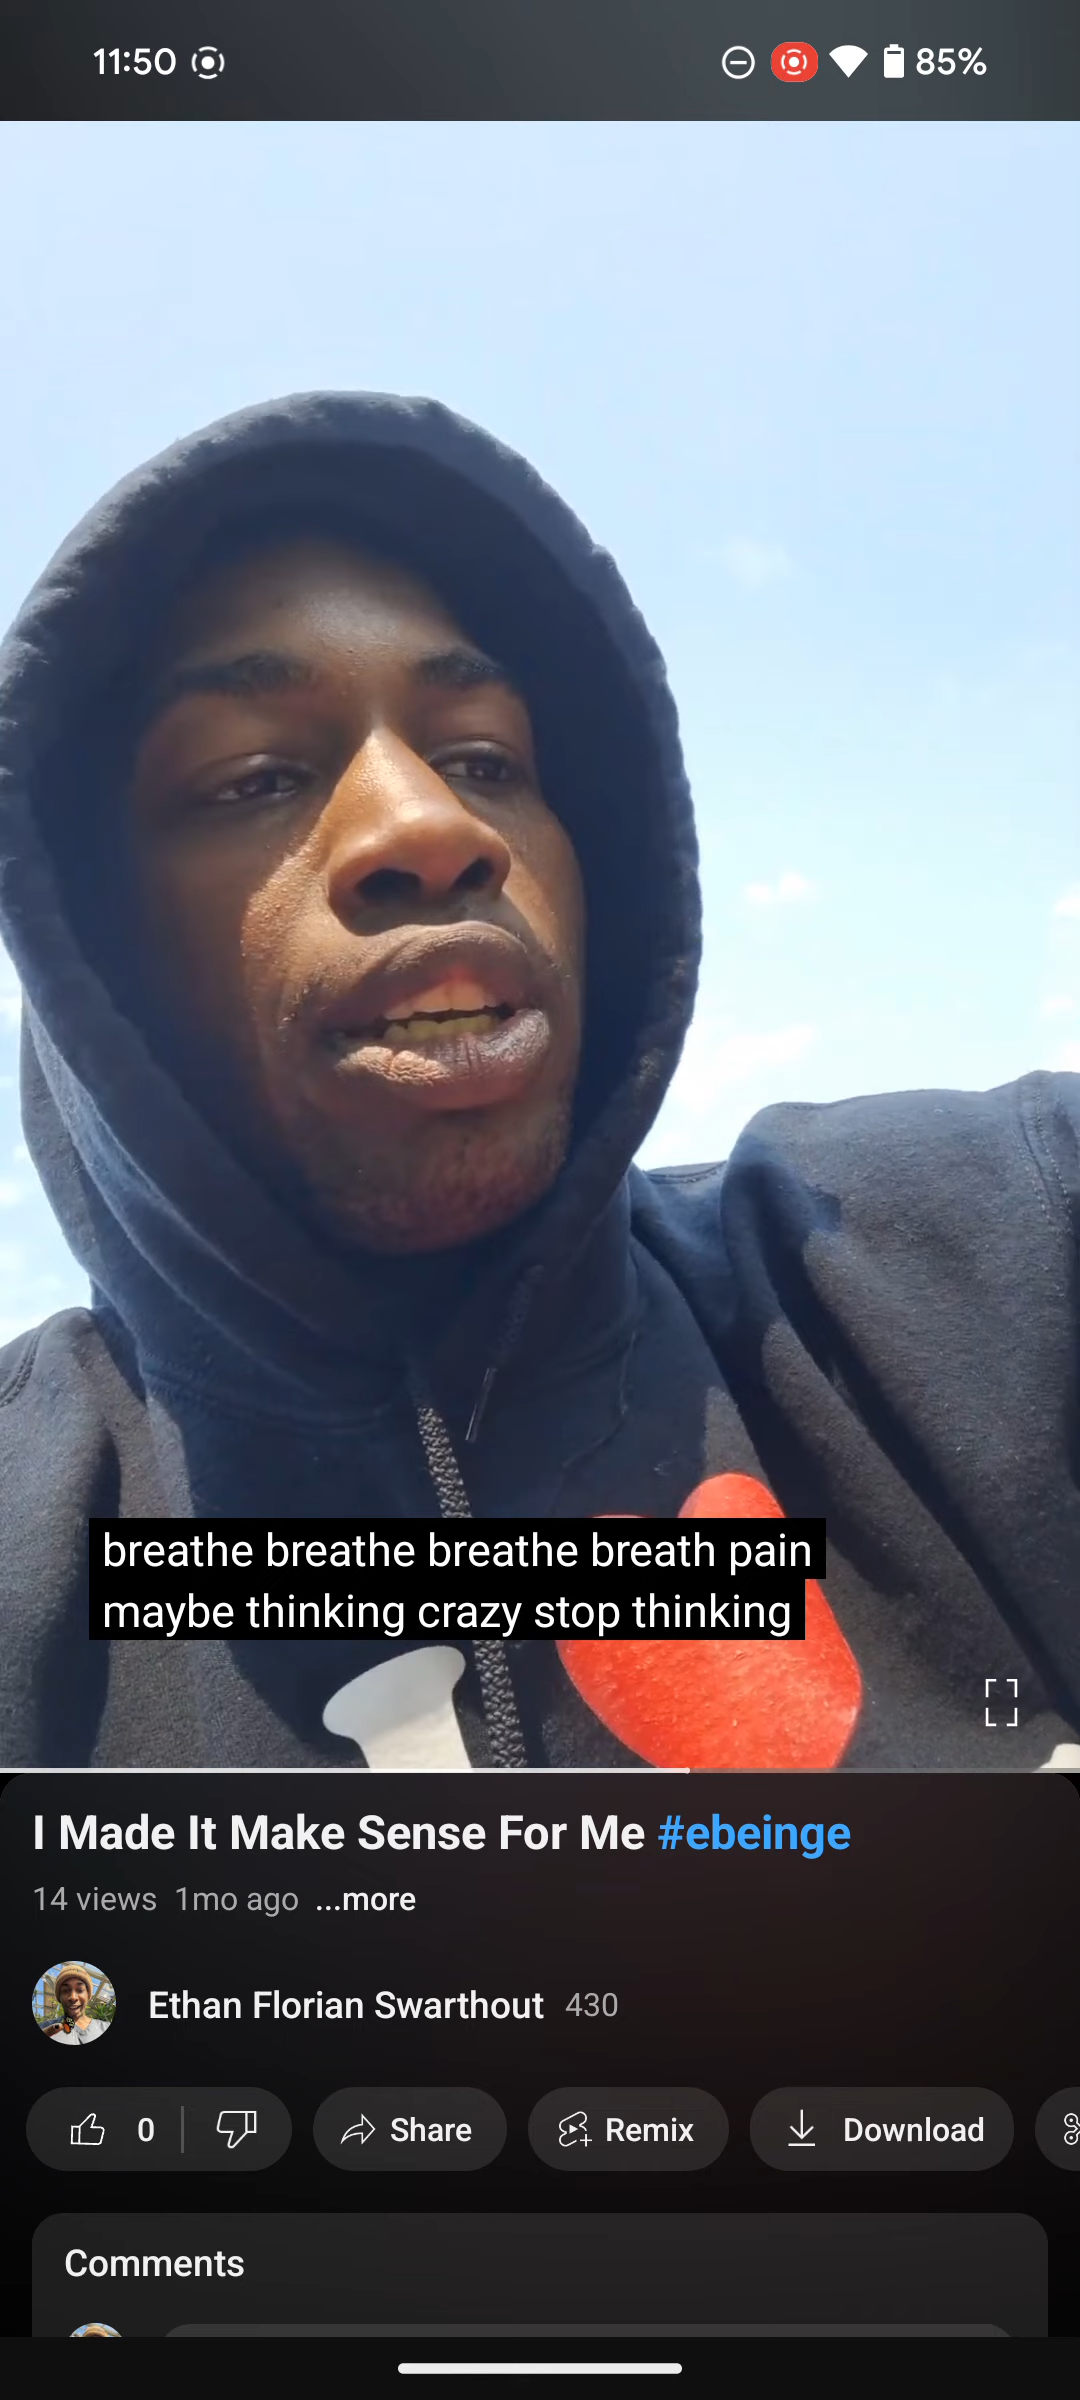 11:50
85%
breathe breathe breathe breath pain
maybe thinking crazy stop thinking
I Made It Make Sense For Me #ebeinge
14 views 1mo ago ...more
Ethan Florian Swarthout 430
0 Share Remix Download
Comments